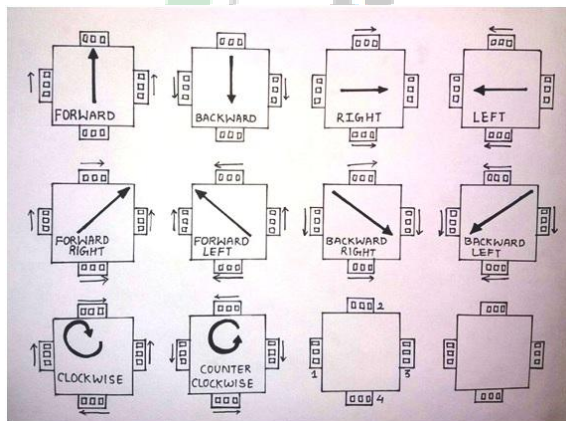 FORWARD
BACKWARD
RIGHT
LEFT
FORWARD
RIGHT
FORWARD
LEFT
BACKWARD
RIGHT
BACKWARD
LEFT
CLOCKWISE
COUNTER
CLOCKWISE
2
1
3
4